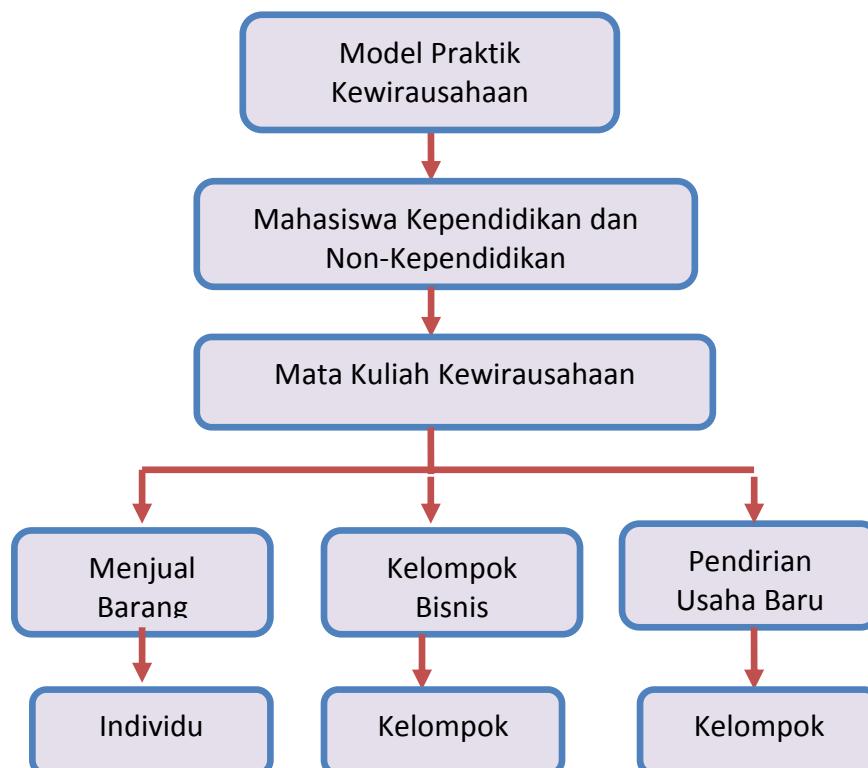 Model Praktik
Kewirausahaan
Mahasiswa Kependidikan dan
Non-Kependidikan
Mata Kuliah Kewirausahaan
Menjual
Barang
Kelompok
Bisnis
Pendirian
Usaha Baru
Individu
Kelompok
Kelompok